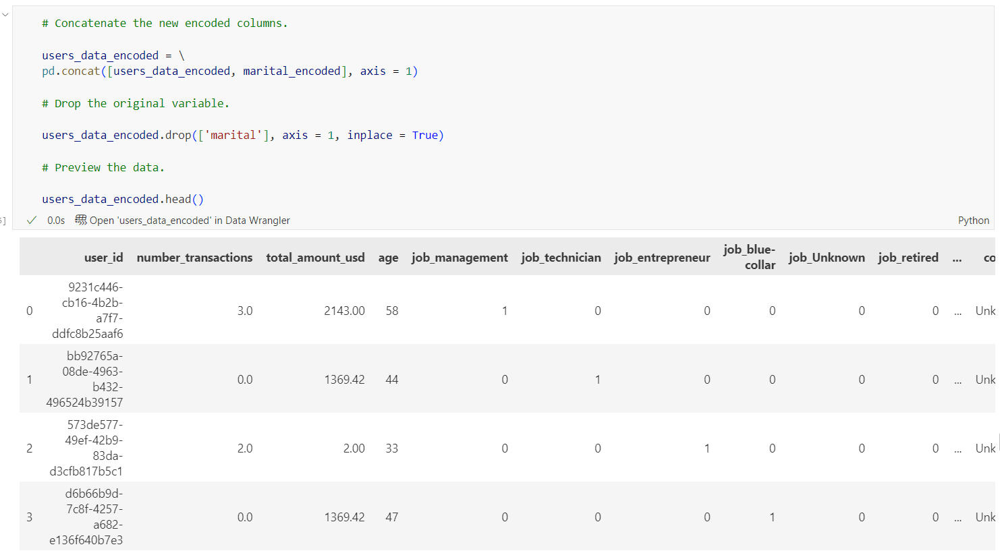 # Concatenate the new encoded columns.
users_data_encoded = \
pd.concat([users_data_encoded, marital_encoded], axis = 1)
# Drop the original variable.
users_data_encoded.drop(['marital'], axis = 1, inplace = True)
# Preview the data.
users_data_encoded.head()
0.0s Open 'users_data_encoded' in Data Wrangler Python
user_id number_transactions total_amount_usd age job_management job_technician job_entrepreneur job_blue-collar job_Unknown job_retired ... co
0 9231c446-cb16-4b2b-a7f7-ddfc8b25aaf6 3.0 2143.00 58 1 0 0 0 0 0 ... Unk
1 bb92765a-08de-4963-b432-496524b39157 0.0 1369.42 44 0 1 0 0 0 0 ... Unk
2 573de577-49ef-42b9-83da-d3cfb817b5c1 2.0 2.00 33 0 0 1 0 0 0 ... Unk
3 d6b66b9d-7c8f-4257-a682-e136f640b7e3 0.0 1369.42 47 0 0 0 1 0 0 ... Unk